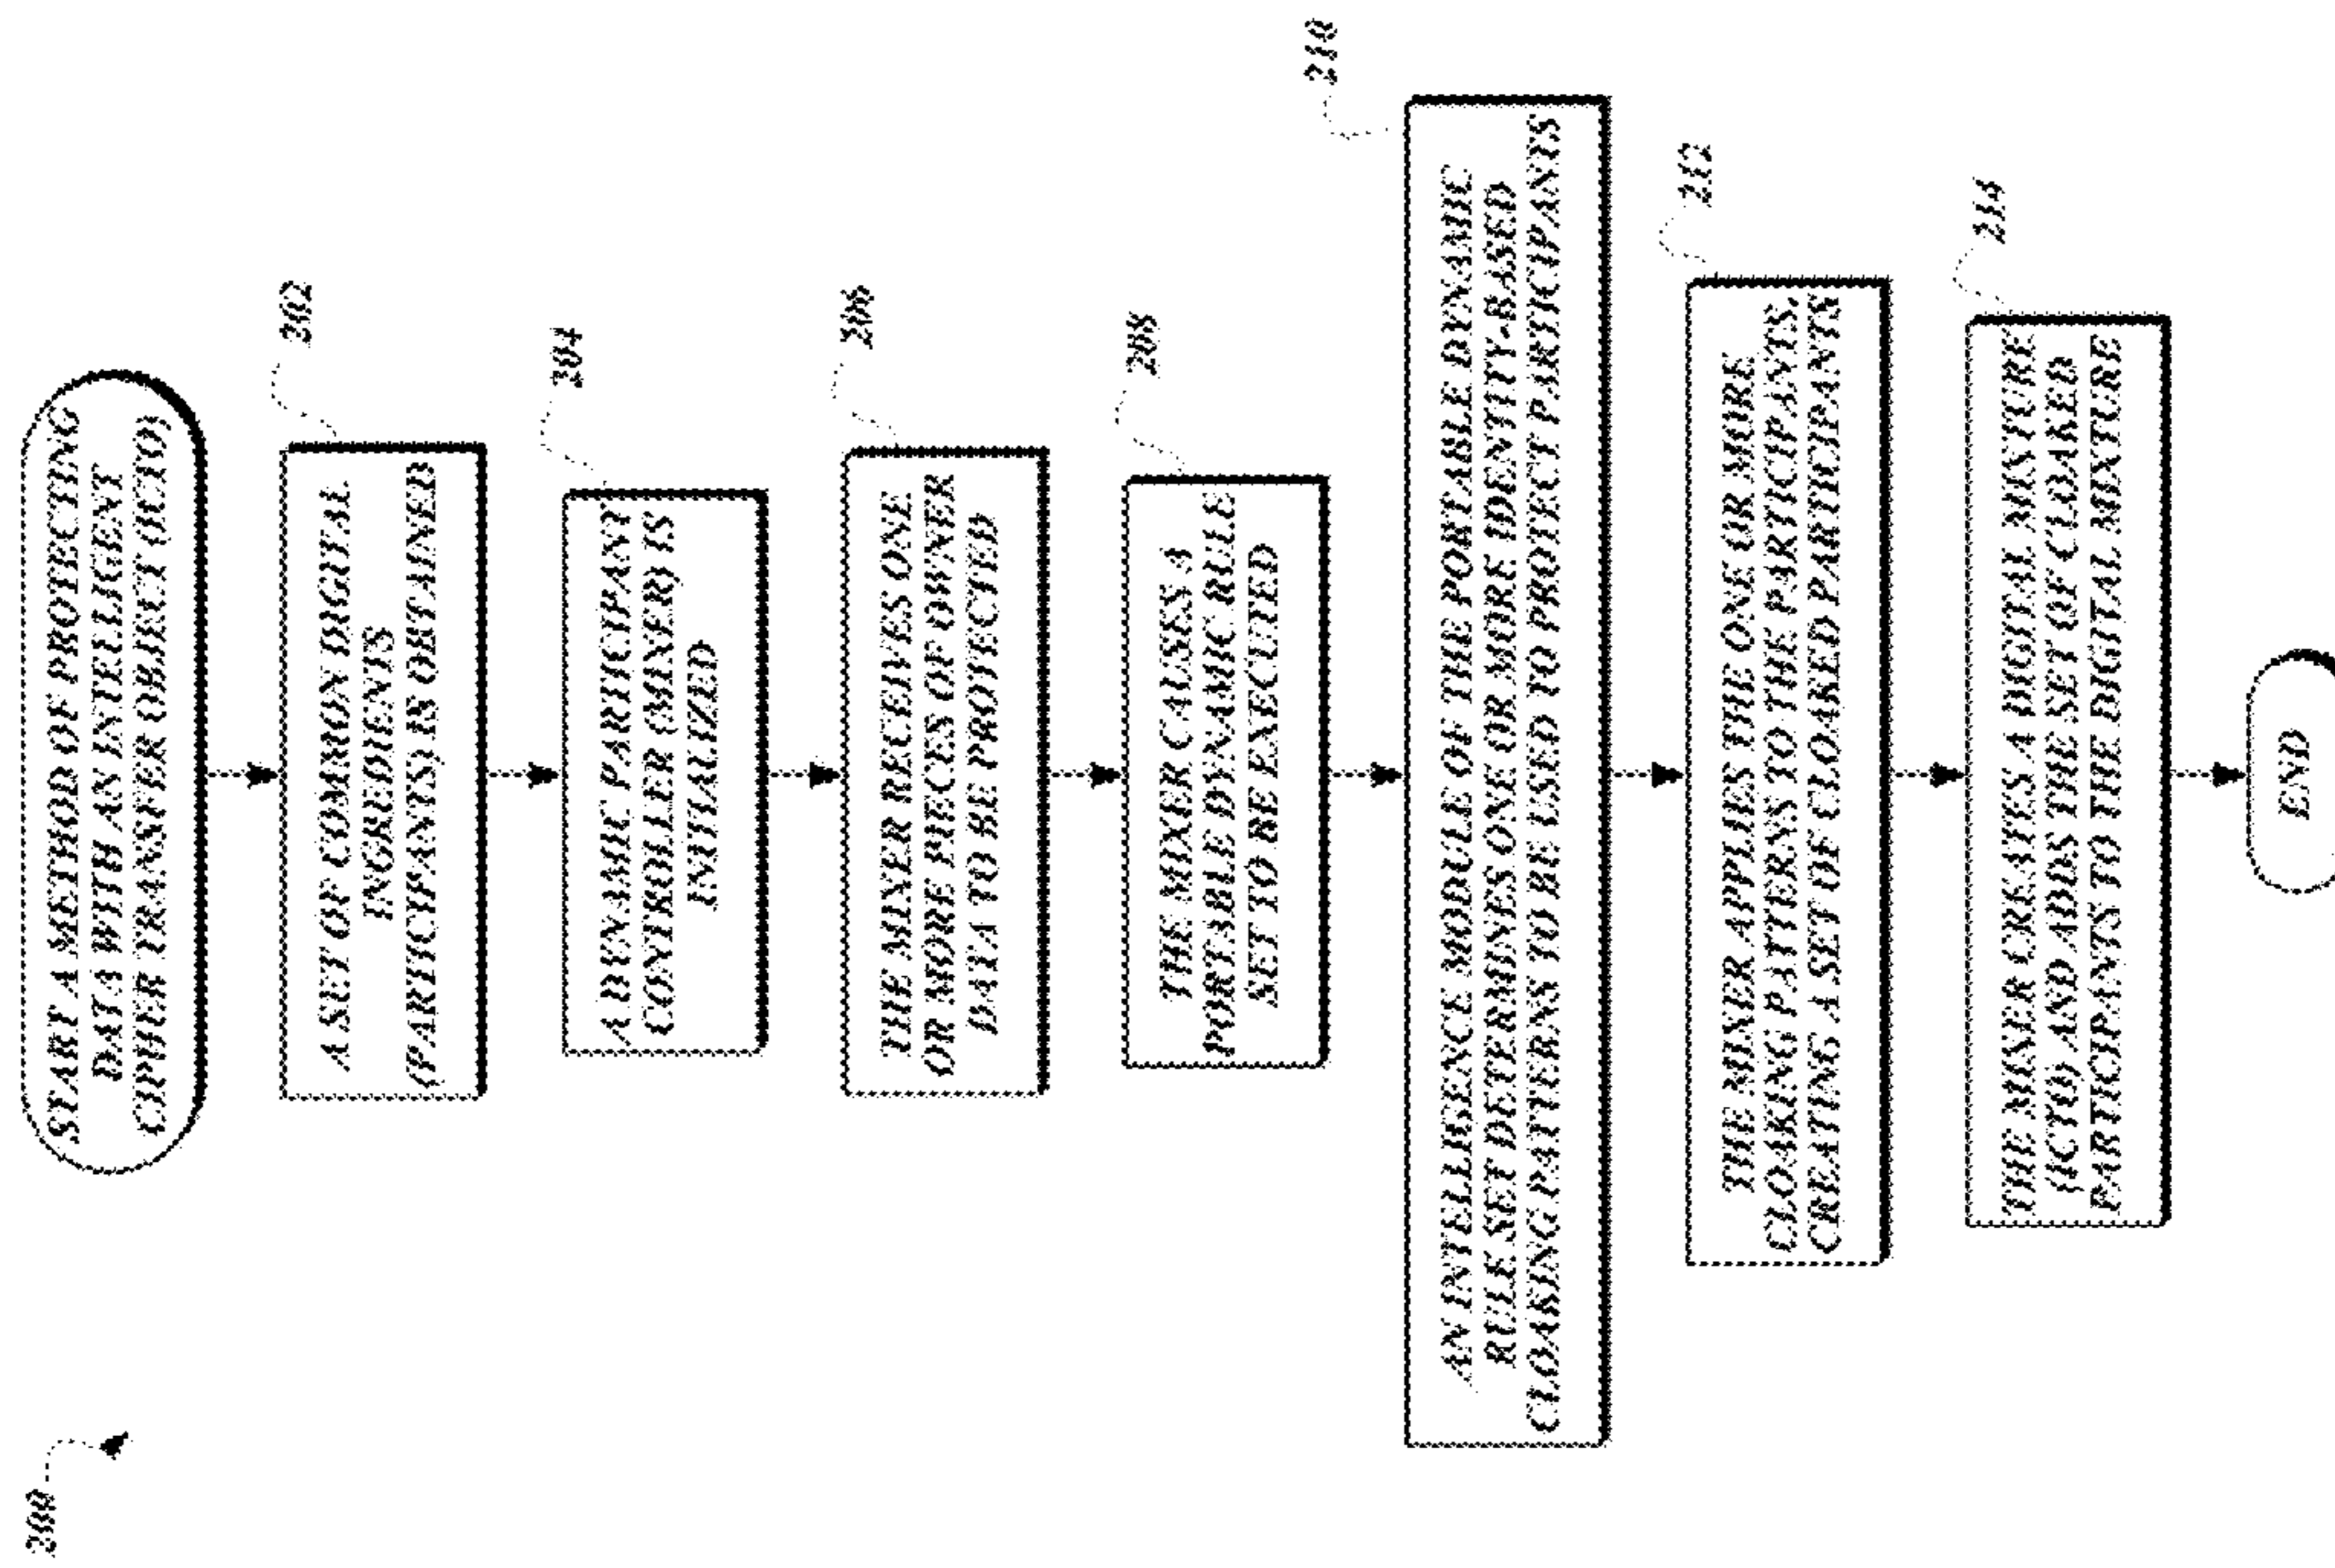 200
START A METHOD OF PROTECTING
DATA WITH AN INTELLIGENT
CIPHER TRANSFER OBJECT (ICTO)
202
A SET OF COMMON DIGITAL
INGREDIENTS
(PARTICIPANTS) IS OBTAINED
204
A DYNAMIC PARTICIPANT
CONTROLLER (MIXER) IS
INITIALIZED
206
THE MIXER RECEIVES ONE
OR MORE PIECES OF OWNER
DATA TO BE PROTECTED
208
THE MIXER CAUSES A
PORTABLE DYNAMIC RULE
SET TO BE EXECUTED
210
AN INTELLIGENCE MODULE OF THE PORTABLE DYNAMIC
RULE SET DETERMINES ONE OR MORE IDENTITY-BASED
CLOAKING PATTERNS TO BE USED TO PROTECT PARTICIPANTS
212
THE MIXER APPLIES THE ONE OR MORE
CLOAKING PATTERNS TO THE PARTICIPANTS,
CREATING A SET OF CLOAKED PARTICIPANTS
214
THE MIXER CREATES A DIGITAL MIXTURE
(ICTO) AND ADDS THE SET OF CLOAKED
PARTICIPANTS TO THE DIGITAL MIXTURE
END